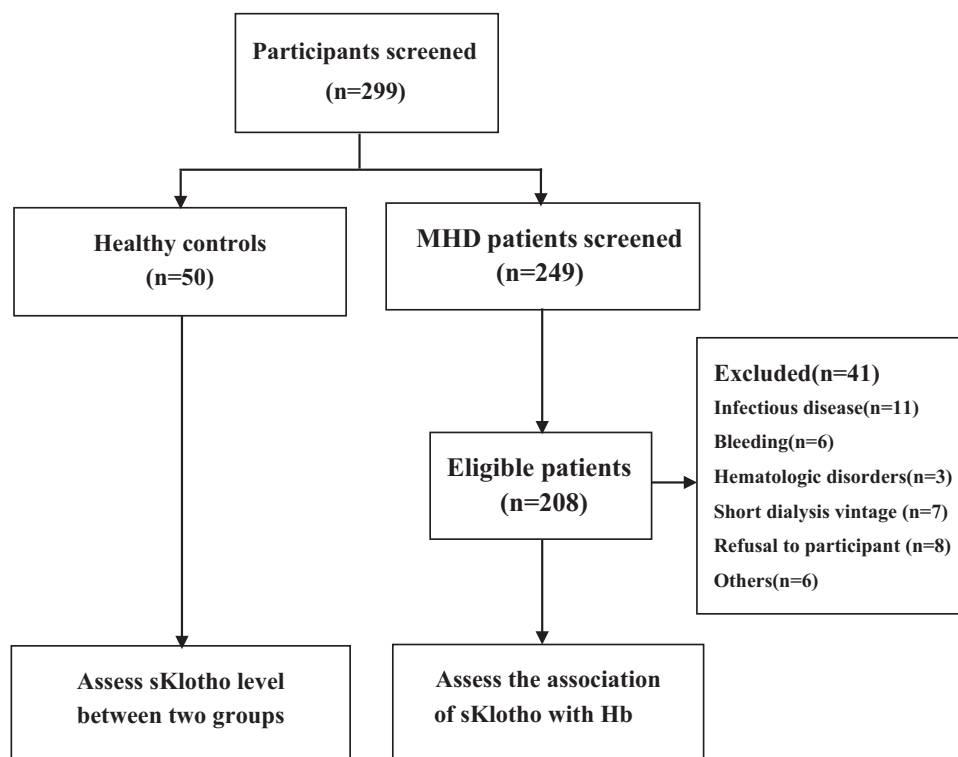 Participants screened
(n=299)
Healthy controls
(n=50)
MHD patients screened
(n=249)
Excluded(n=41)
Infectious disease(n=11)
Bleeding(n=6)
Hematologic disorders(n=3)
Short dialysis vintage (n=7)
Refusal to participant (n=8)
Others(n=6)
Eligible patients
(n=208)
Assess sKlotho level
between two groups
Assess the association
of sKlotho with Hb